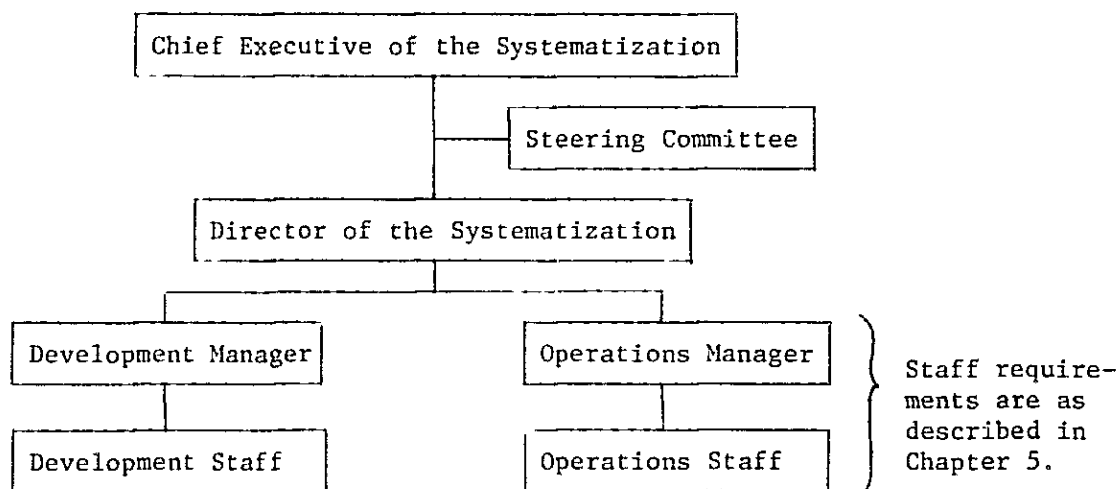 Chief Executive of the Systematization
Steering Committee
Director of the Systematization
Development Manager
Operations Manager
Development Staff
Operations Staff
Staff require-
ments are as
described in
Chapter 5.